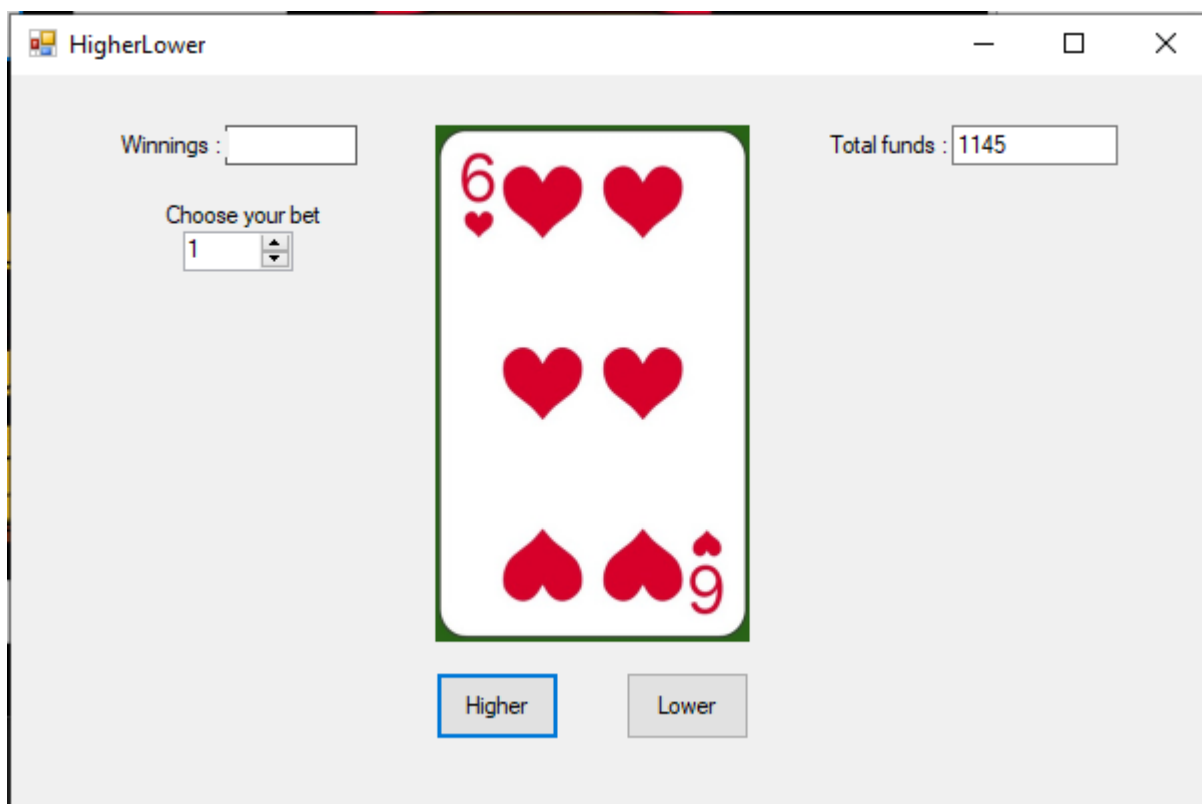 HigherLower
Winnings :
Total funds : 1145
Choose your bet
1
6
6
Higher
Lower